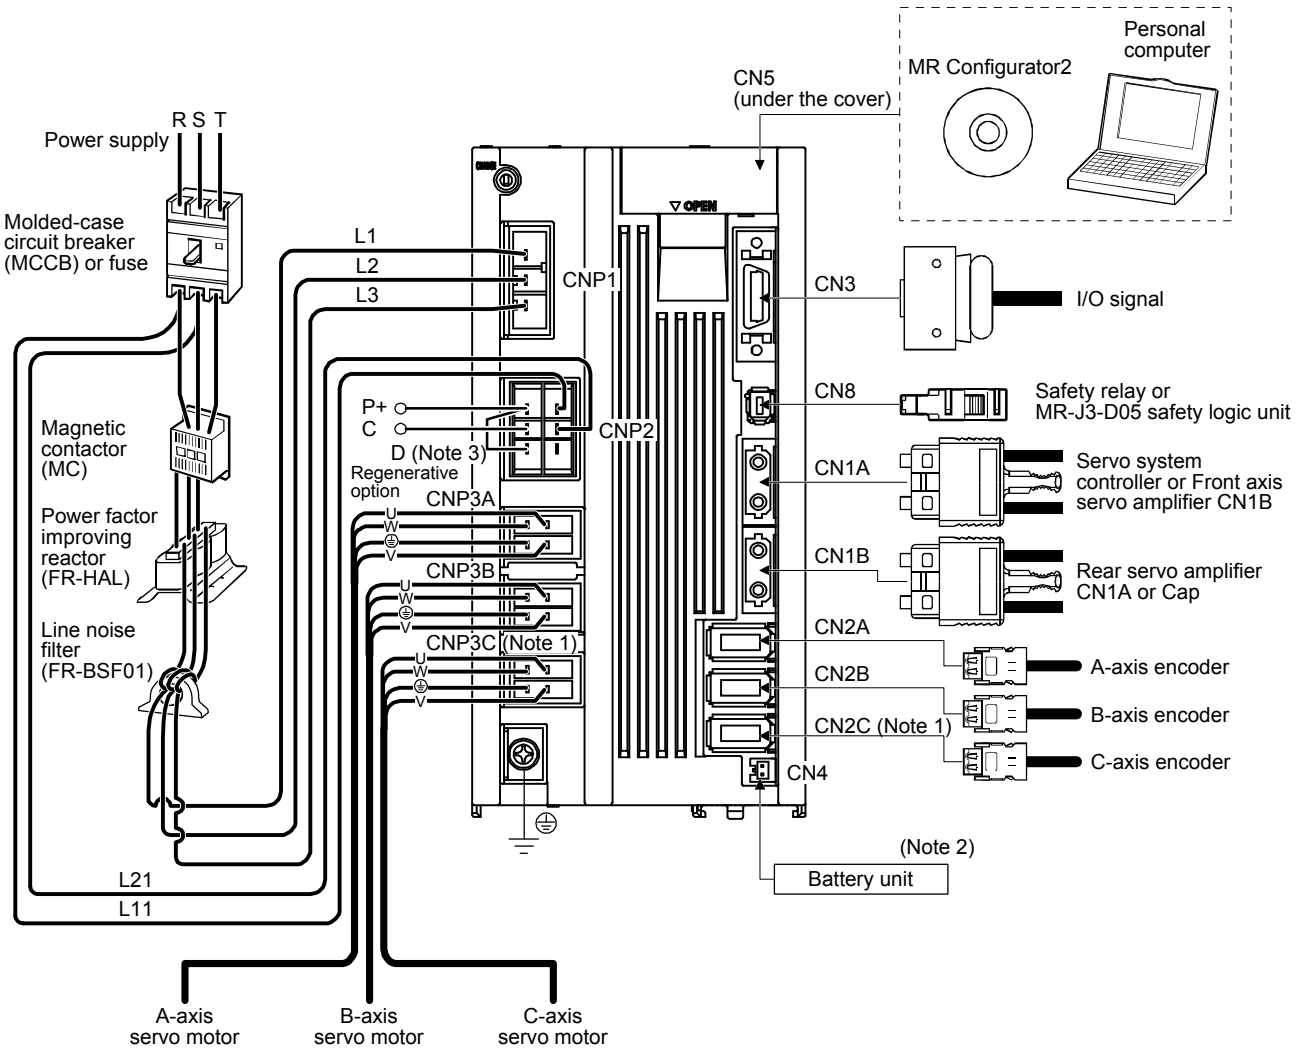 Personal
computer
MR Configurator2
CN5
(under the cover)
R S T
Power supply
CHARGE
OPEN
Molded-case
circuit breaker
(MCCB) or fuse
L1
L2
L3
CNP1
CN3
I/O signal
CN8
Safety relay or
MR-J3-D05 safety logic unit
P+
C
D (Note 3)
Regenerative
option
CNP2
Magnetic
contactor
(MC)
CN1A
Servo system
controller or Front axis
servo amplifier CN1B
CNP3A
U
W
V
Power factor
improving
reactor
(FR-HAL)
CN1B
Rear servo amplifier
CN1A or Cap
CNP3B
U
W
V
Line noise
filter
(FR-BSF01)
CNP3C (Note 1)
U
W
V
CN2A
A-axis encoder
CN2B
B-axis encoder
CN2C (Note 1)
C-axis encoder
CN4
(Note 2)
Battery unit
L21
L11
A-axis
servo motor
B-axis
servo motor
C-axis
servo motor